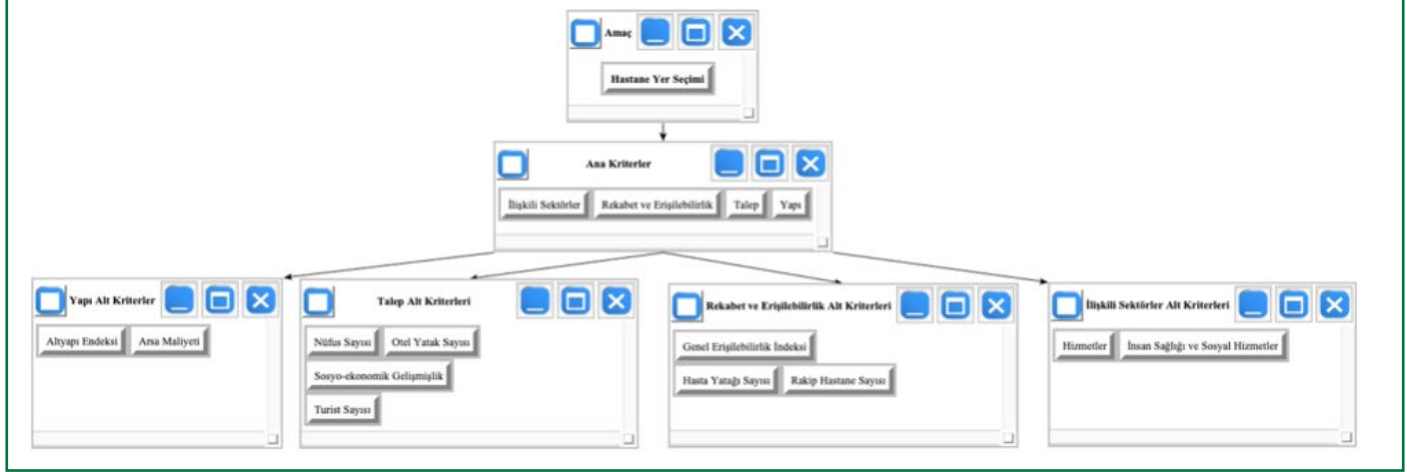 Amaç
Hastane Yer Seçimi
Ana Kriterler
İlişkili Sektörler Rekabet ve Erişilebilirlik Talep Yapı
Yapı Alt Kriterler
Altyapı Endeksi Arsa Maliyeti
Talep Alt Kriterleri
Nüfus Sayısı Otel Yatak Sayısı
Sosyo-ekonomik Gelişmişlik
Turist Sayısı
Rekabet ve Erişilebilirlik Alt Kriterleri
Genel Erişilebilirlik İndeksi
Hasta Yatağı Sayısı Rakip Hastane Sayısı
İlişkili Sektörler Alt Kriterleri
Hizmetler İnsan Sağlığı ve Sosyal Hizmetler